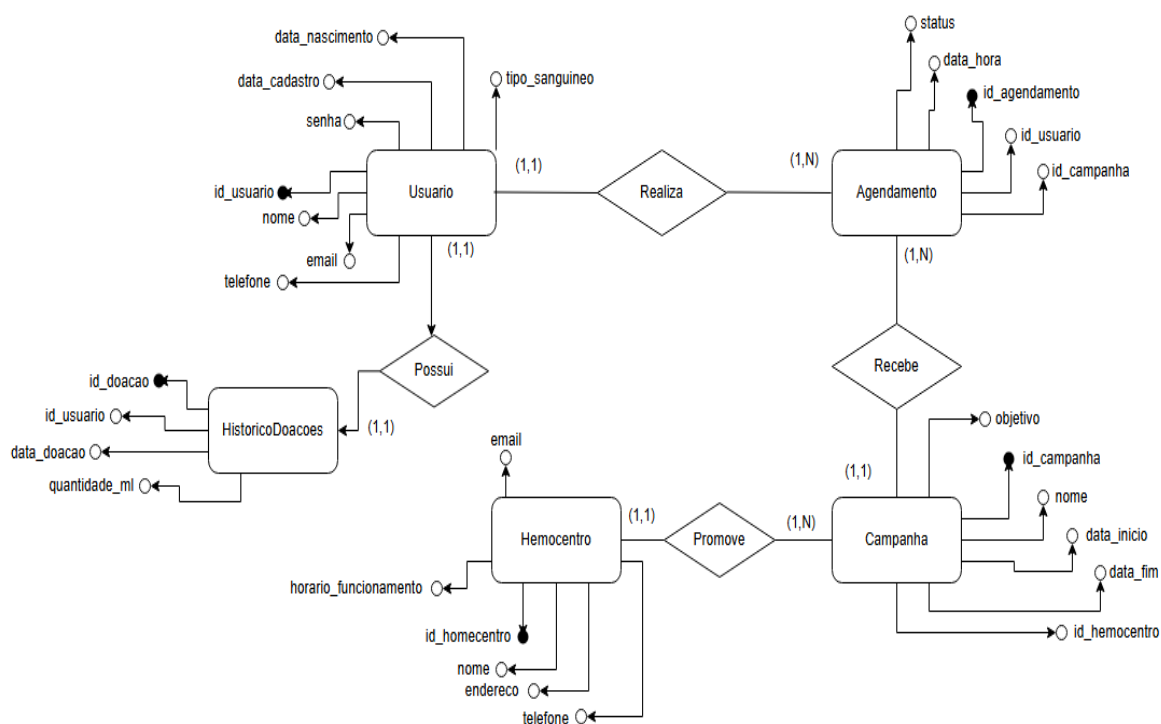 status
data_nascimento
data_hora
data_cadastro
tipo_sanguineo
id_agendamento
senha
id_usuario
(1,1)
(1,N)
id_campanha
id_usuario
Usuario
Realiza
Agendamento
nome
email
(1,1)
(1,N)
telefone
Possui
Recebe
id_doacao
id_usuario
HistoricoDoacoes
(1,1)
data_doacao
quantidade_ml
objetivo
email
(1,1)
id_campanha
nome
(1,1)
(1,N)
Hemocentro
Promove
Campanha
data_inicio
data_fim
horario_funcionamento
id_homecentro
id_hemocentro
nome
endereco
telefone